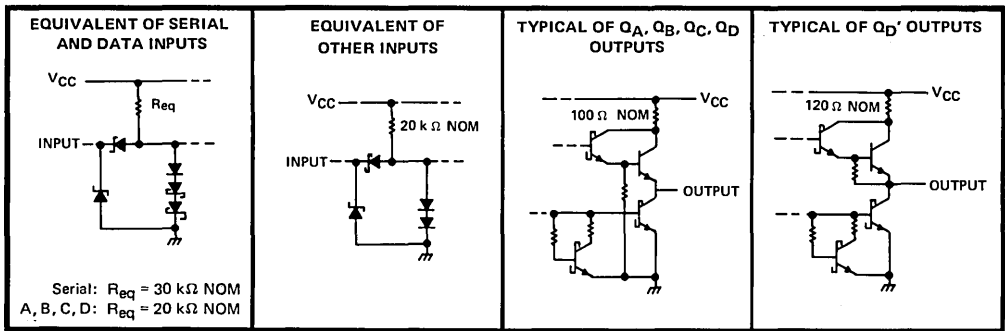 EQUIVALENT OF SERIAL
AND DATA INPUTS
VCC
Req
INPUT
Serial: Req = 30 kΩ NOM
A, B, C, D: Req = 20 kΩ NOM
EQUIVALENT OF
OTHER INPUTS
VCC
20 kΩ NOM
INPUT
TYPICAL OF QA, QB, QC, QD
OUTPUTS
VCC
100 Ω NOM
OUTPUT
TYPICAL OF QD' OUTPUTS
VCC
120 Ω NOM
OUTPUT